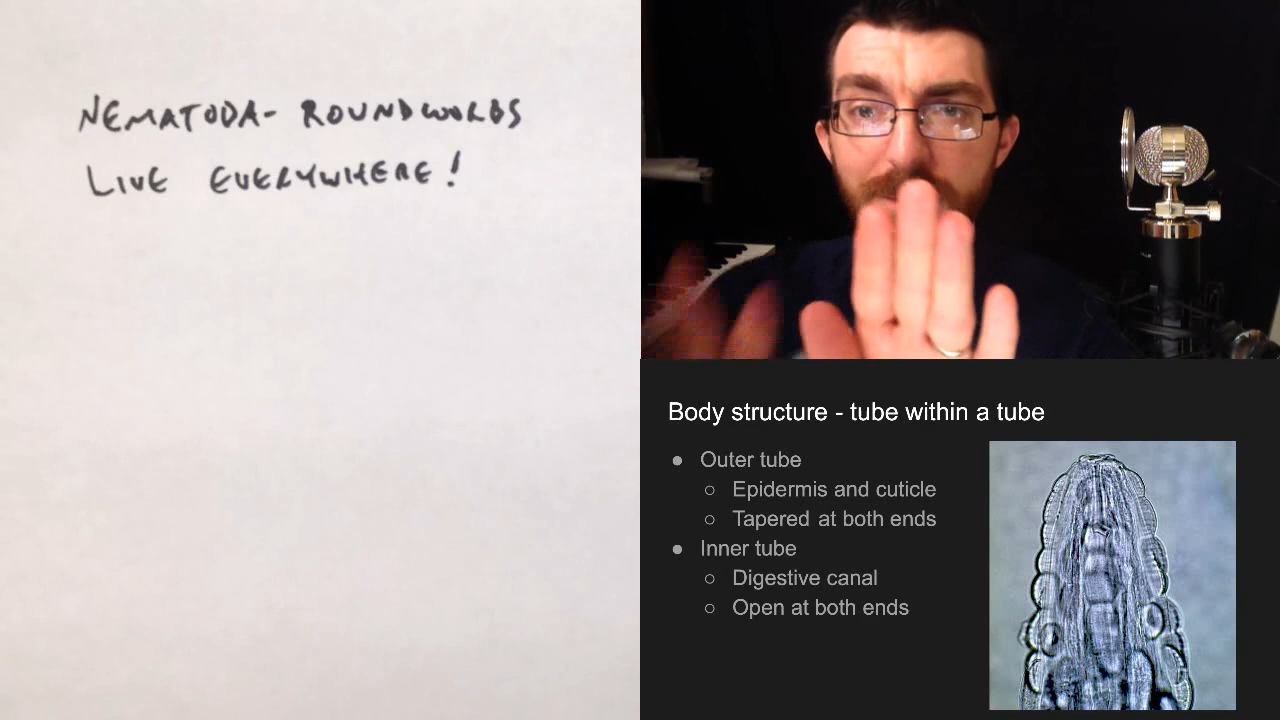 NEMATODA- ROUNDWORBS
LIVE EVERYWHERE!
Body structure - tube within a tube
● Outer tube
○ Epidermis and cuticle
○ Tapered at both ends
● Inner tube
○ Digestive canal
○ Open at both ends